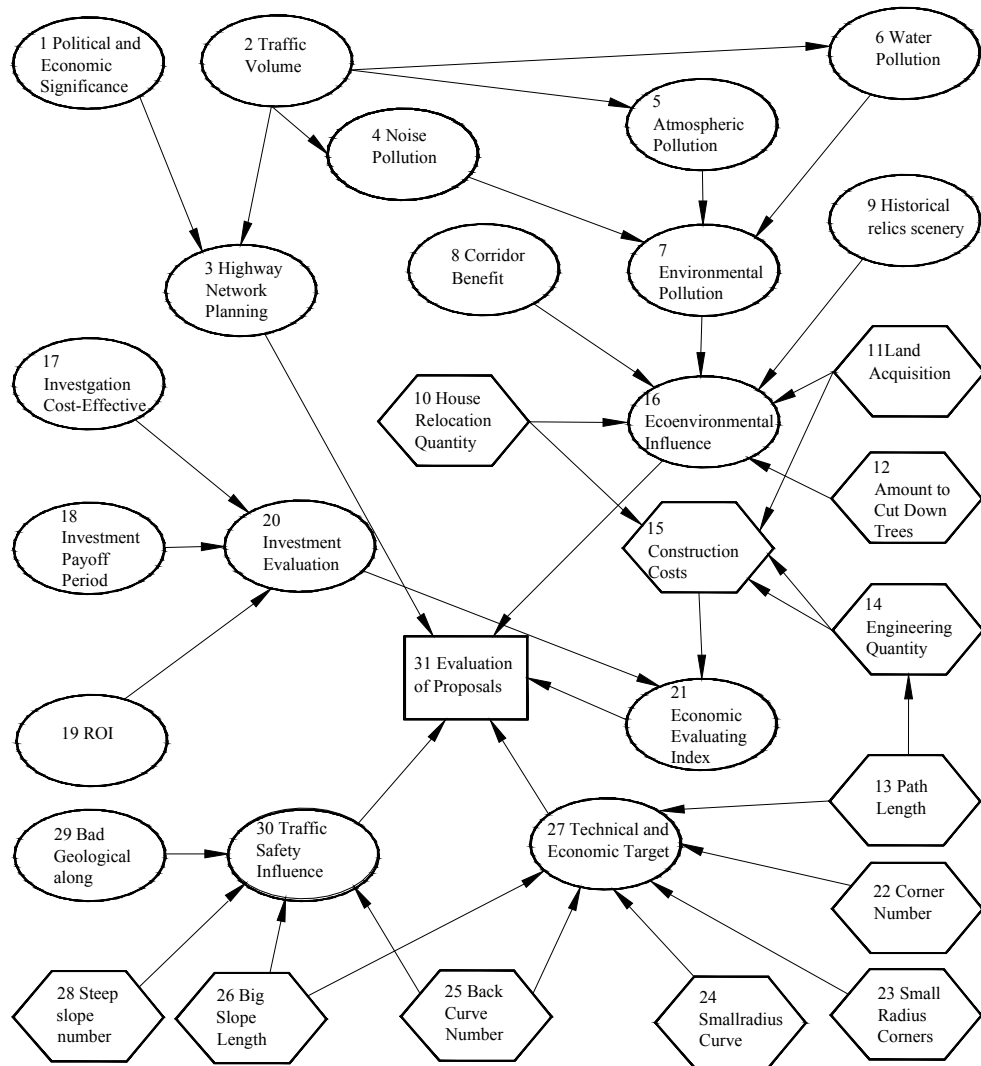 1 Political and
Economic
Significance
2 Traffic
Volume
6 Water
Pollution
5
Atmospheric
Pollution
4 Noise
Pollution
9 Historical
relics scenery
3 Highway
Network
Planning
8 Corridor
Benefit
7
Environmental
Pollution
11Land
Acquisition
17
Investgation
Cost-Effective
10 House
Relocation
Quantity
16
Ecoenvironmental
Influence
12
Amount to
Cut Down
Trees
18
Investment
Payoff
Period
20
Investment
Evaluation
15
Construction
Costs
14
Engineering
Quantity
31 Evaluation
of Proposals
21
Economic
Evaluating
Index
19 ROI
13 Path
Length
29 Bad
Geological
along
30 Traffic
Safety
Influence
27 Technical and
Economic Target
22 Corner
Number
28 Steep
slope
number
26 Big
Slope
Length
25 Back
Curve
Number
24
Smallradius
Curve
23 Small
Radius
Corners